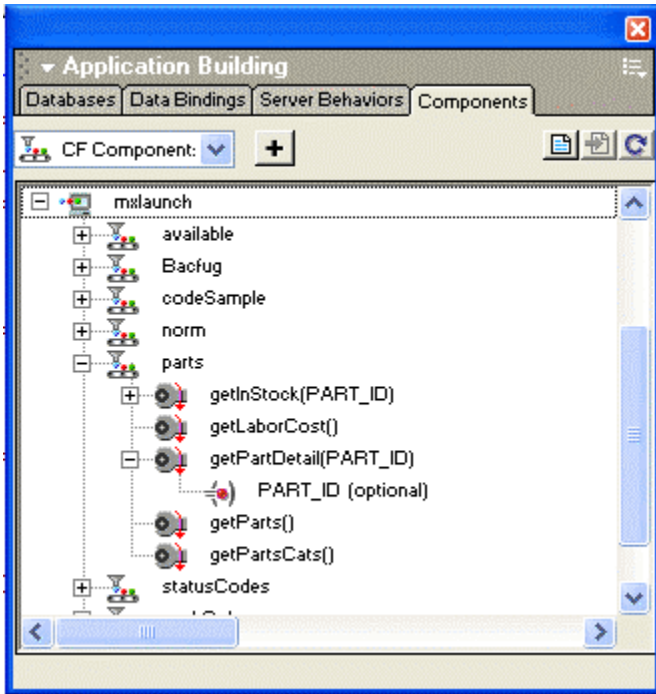 Application Building
Databases Data Bindings Server Behaviors Components
CF Component:
mxlaunch
available
Bacfug
codeSample
norm
parts
getInStock(PART_ID)
getLaborCost()
getPartDetail(PART_ID)
PART_ID (optional)
getParts()
getPartsCats()
statusCodes